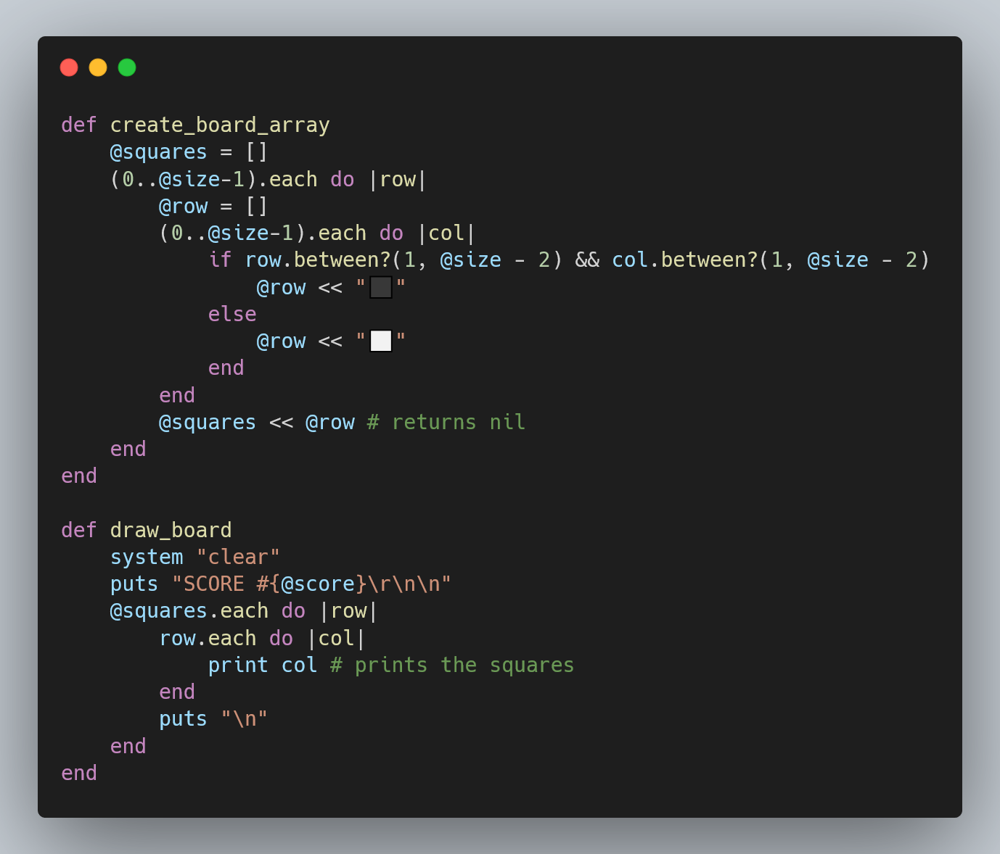 def create_board_array
    @squares = []
    (0..@size-1).each do |row|
        @row = []
        (0..@size-1).each do |col|
            if row.between?(1, @size - 2) && col.between?(1, @size - 2)
                @row << "⬛"
            else
                @row << "⬜"
            end
        end
        @squares << @row # returns nil
    end
end

def draw_board
    system "clear"
    puts "SCORE #{@score}\r\n\n"
    @squares.each do |row|
        row.each do |col|
            print col # prints the squares
        end
        puts "\n"
    end
end